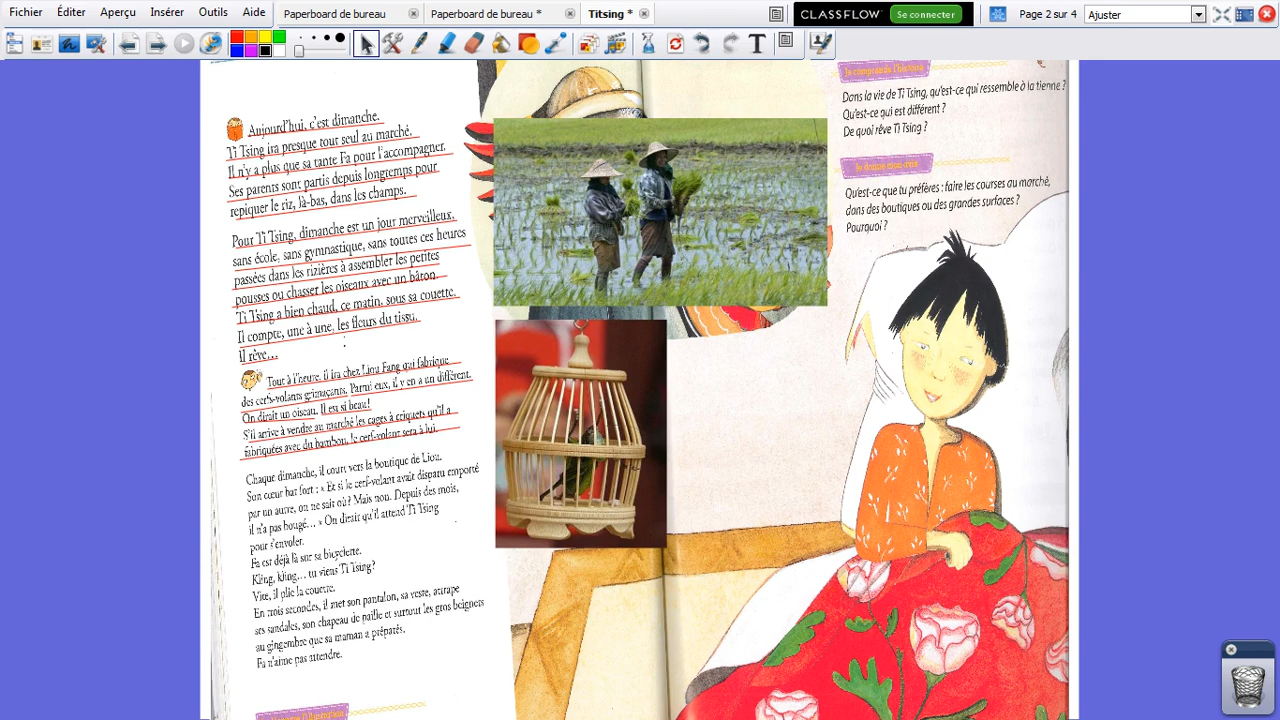 Fichier Éditer Aperçu Insérer Outils Aide
Paperboard de bureau
Paperboard de bureau *
Titsing *
CLASSFLOW Se connecter
Page 2 sur 4
Ajuster
Aujourd'hui, c'est dimanche.
Ti Tsing ira presque tout seul au marché.
Il n'y a plus que sa tante Fa pour l'accompagner.
Ses parents sont partis depuis longtemps pour
repiquer le riz, là-bas, dans les champs.
Pour Ti Tsing, dimanche est un jour merveilleux,
sans école, sans gymnastique, sans toutes ces heures
passées dans les rizières à assembler les petites
pousses ou chasser les oiseaux avec un bâton.
Ti Tsing a bien chaud, ce matin, sous sa couette.
Il compte, une à une, les fleurs du tissu.
Il rêve...
Tout à l'heure, il ira chez Liou Fang qui fabrique
des cerfs-volants grimaçants. Parmi eux, il y en a un différent.
On dirait un oiseau. Il est si beau!
S'il arrive à vendre au marché les cages à criquets qu'il a
fabriquées avec du bambou, le cerf-volant sera à lui.
Chaque dimanche, il court vers la boutique de Liou.
Son cœur bat fort : « Et si le cerf-volant avait disparu emporté
par un autre, on ne sait où? Mais non. Depuis des mois,
il n'a pas bougé... » On dirait qu'il attend Ti Tsing
pour s'envoler.
Fa est déjà là sur sa bicyclette.
Kling, kling... tu viens Ti Tsing?
Vite, il plie la couette.
En trois secondes, il met son pantalon, sa veste, attrape
ses sandales, son chapeau de paille et surtout les gros beignets
au gingembre que sa maman a préparés.
Fa n'aime pas attendre.
Je comprends l'histoire
Dans la vie de Ti Tsing, qu'est-ce qui ressemble à la tienne ?
Qu'est-ce qui est différent ?
De quoi rêve Ti Tsing ?
Je donne mon avis
Qu'est-ce que tu préfères : faire les courses au marché,
dans des boutiques ou des grandes surfaces ?
Pourquoi ?